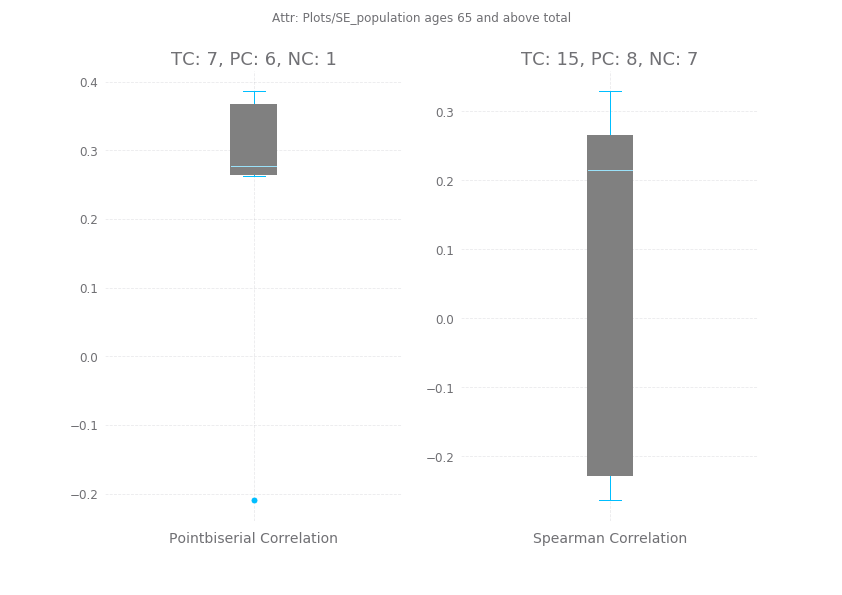 Attr: Plots/SE_population ages 65 and above total
TC: 7, PC: 6, NC: 1
0.4
0.3
0.2
0.1
0.0
−0.1
−0.2
Pointbiserial Correlation
TC: 15, PC: 8, NC: 7
0.3
0.2
0.1
0.0
−0.1
−0.2
Spearman Correlation